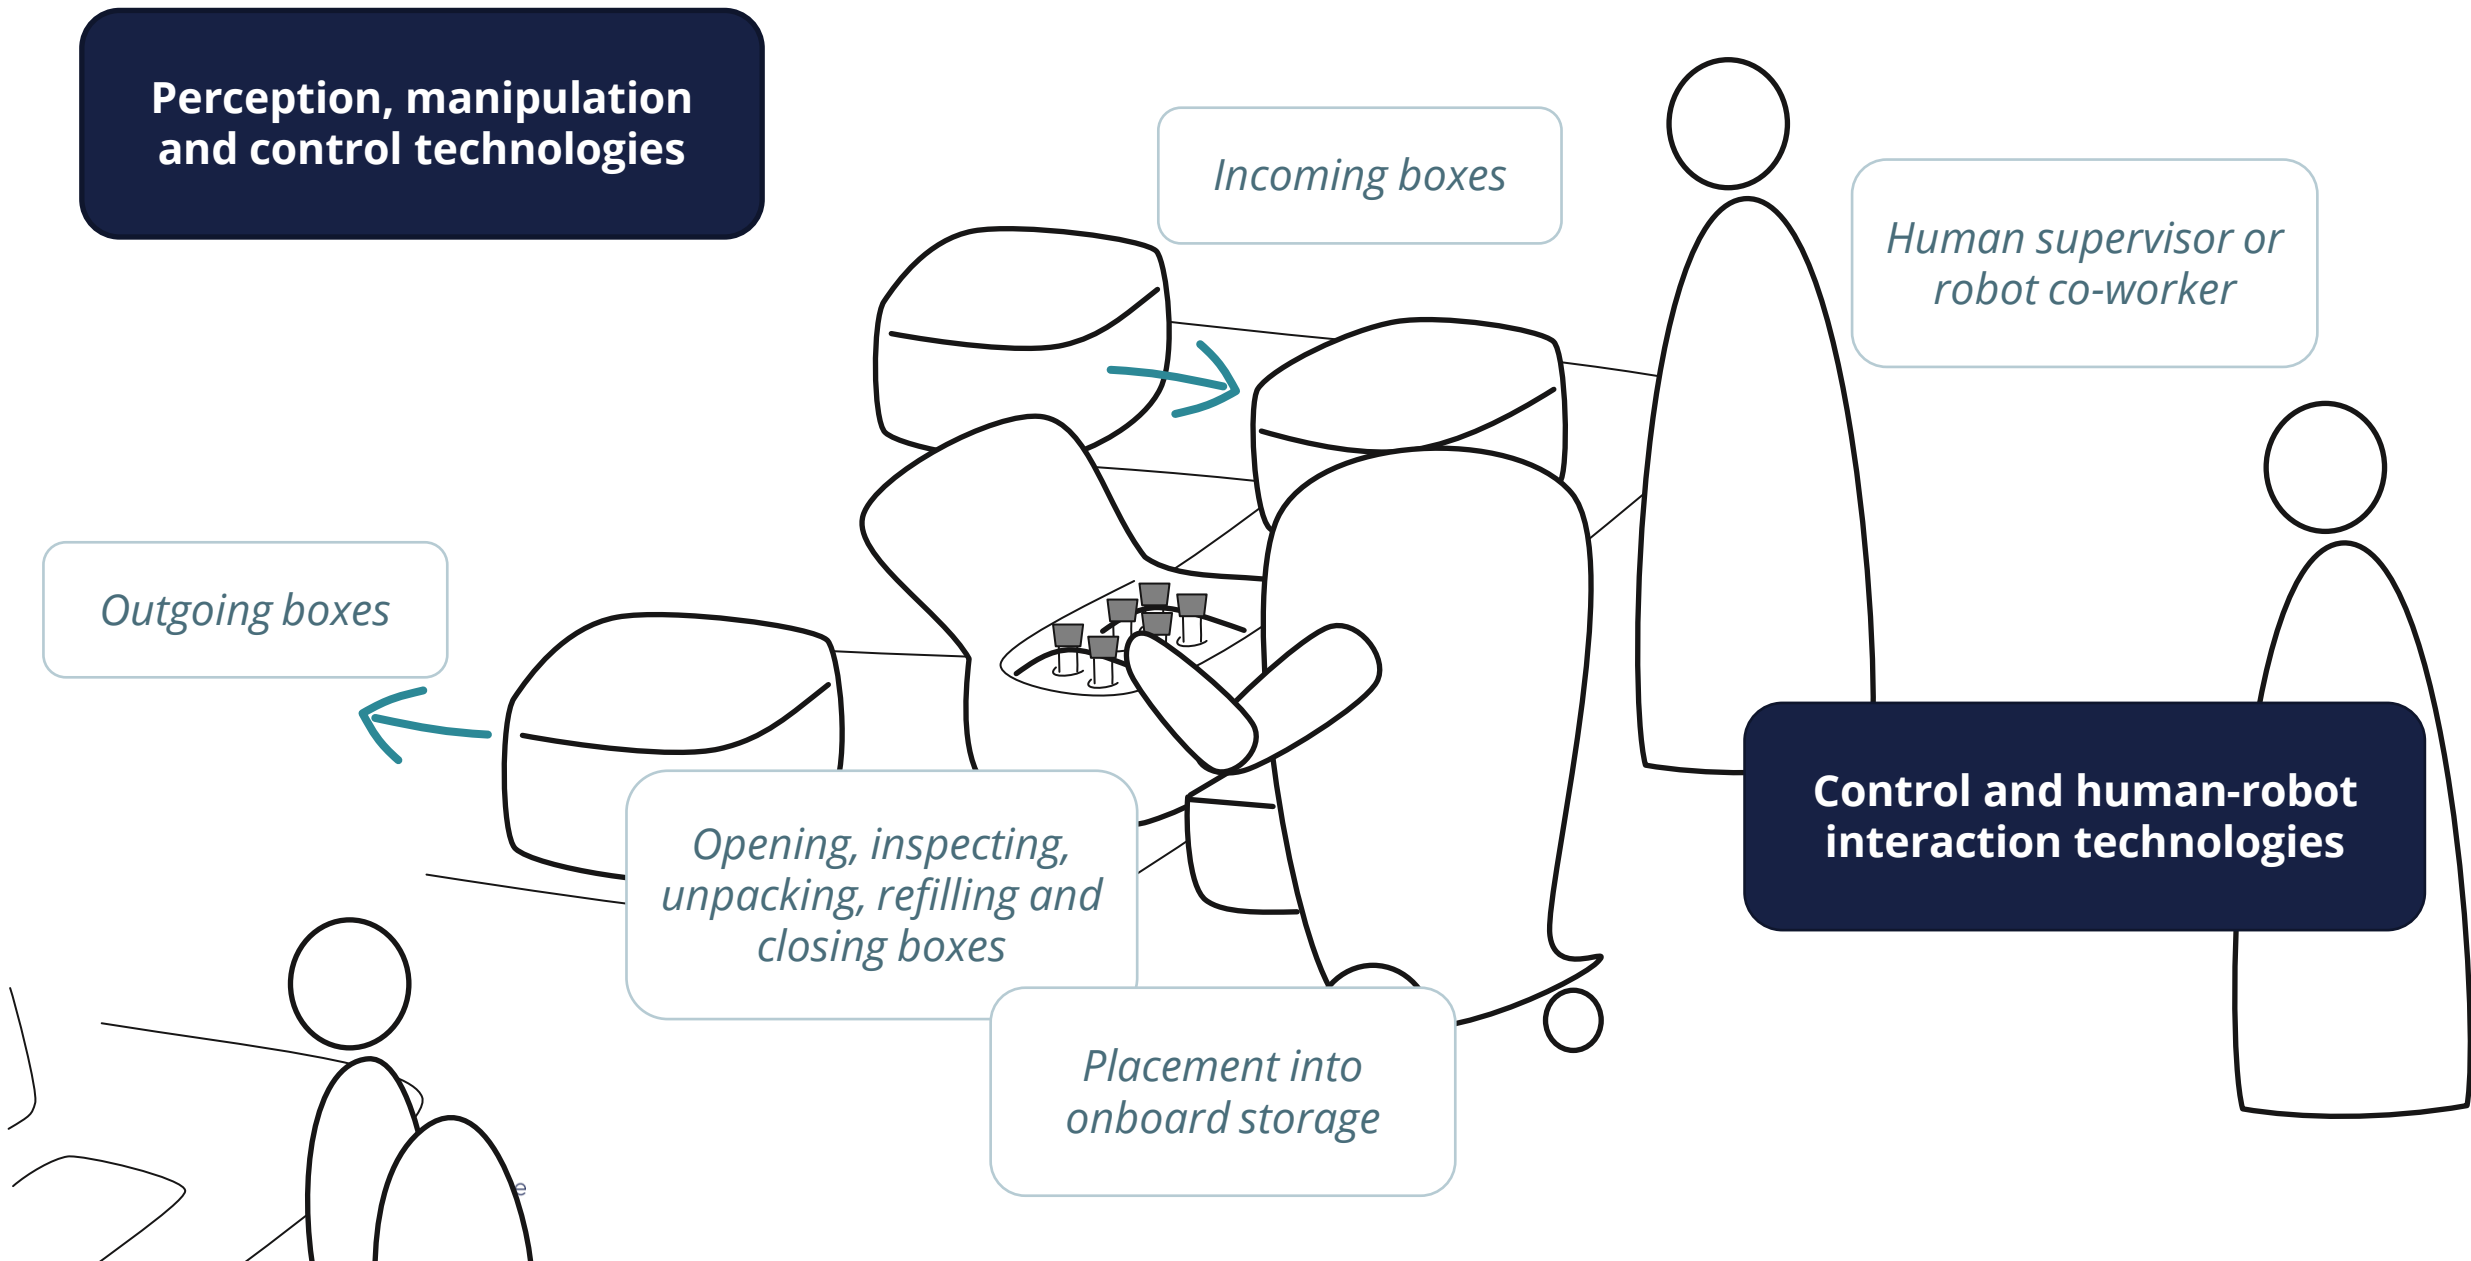 Perception, manipulation
and control technologies
Incoming boxes
Human supervisor or
robot co-worker
Outgoing boxes
Control and human-robot
interaction technologies
Opening, inspecting,
unpacking, refilling and
closing boxes
Placement into
onboard storage